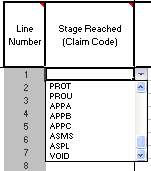 Line Number
Stage Reached (Claim Code)
1
2 PROT
3 PROU
4 APPA
APPB
5 APPC
6 ASMS
7 ASPL
8 VOID